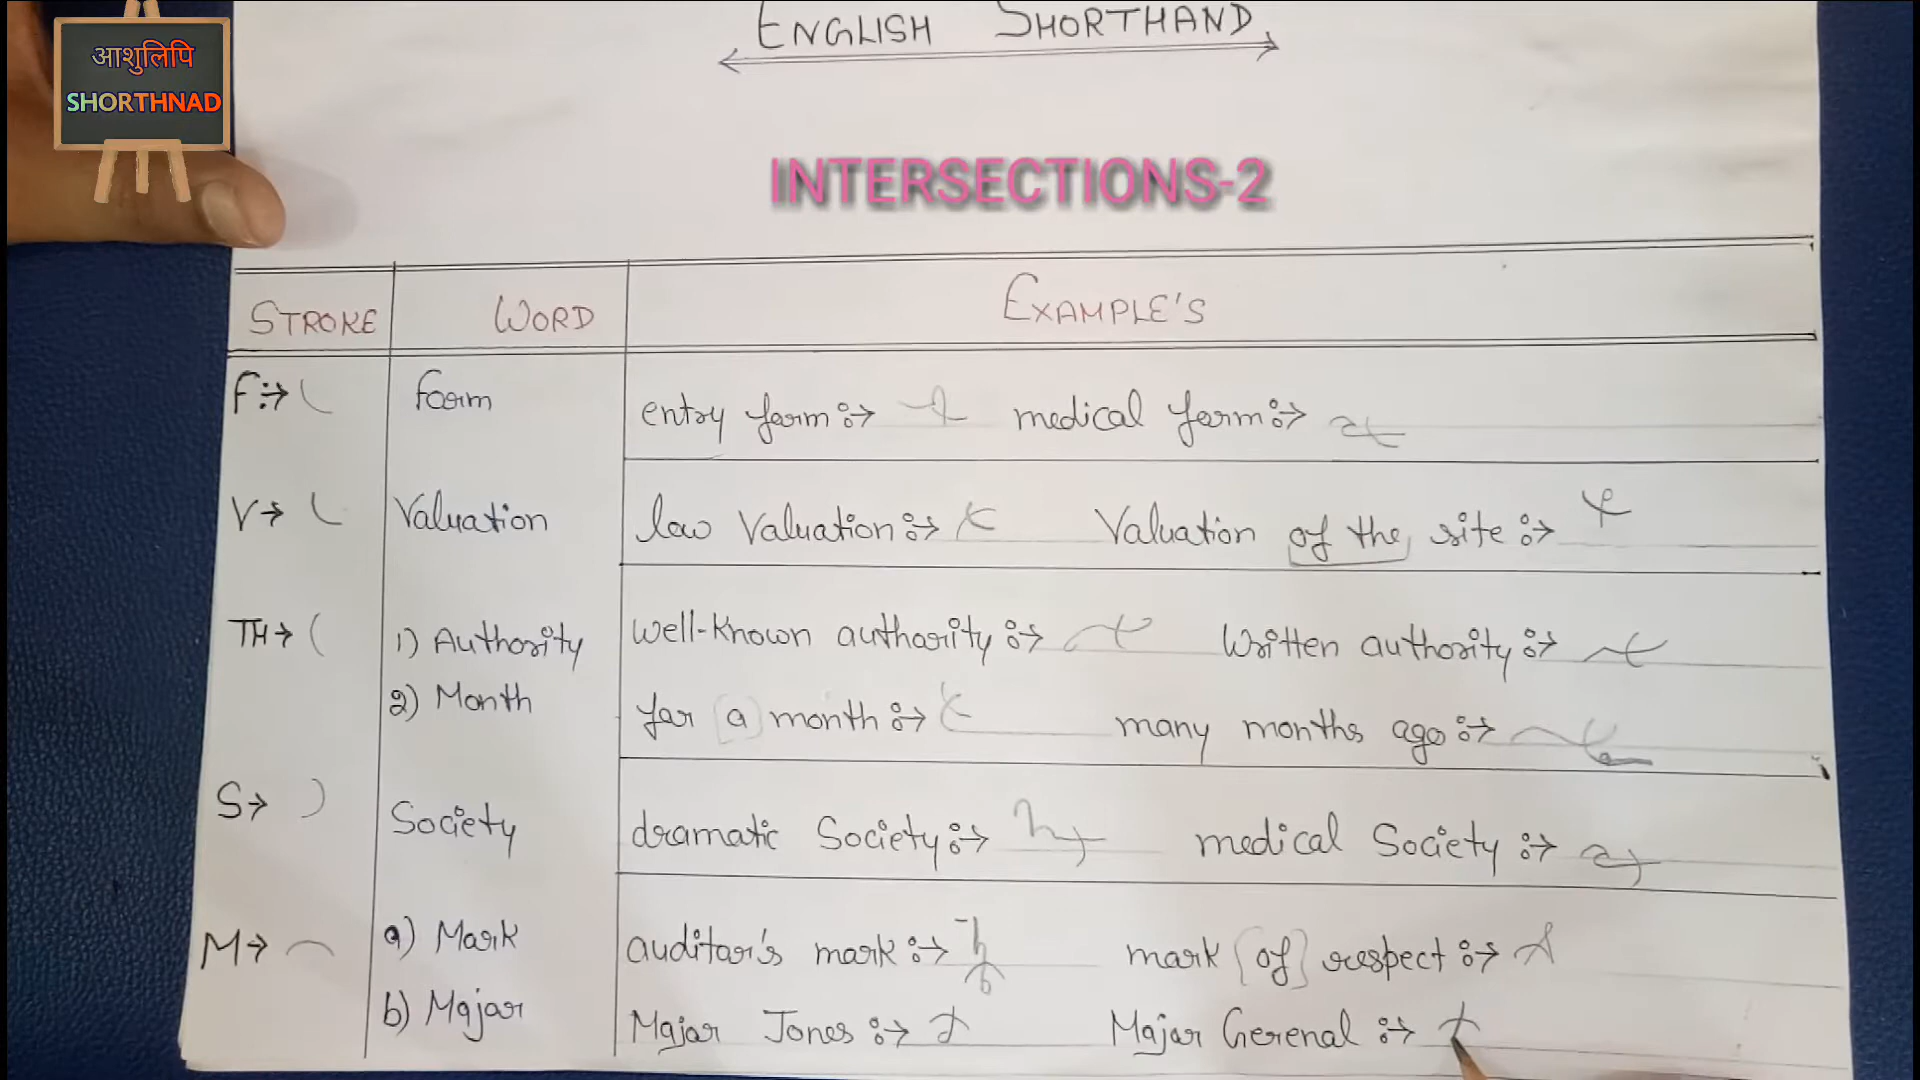 ENGLISH SHORTHAND
आशुलिपि
SHORTHNAD
INTERSECTIONS-2
STROKE WORD EXAMPLE'S
F Form entry form medical form
V Valuation low Valuation Valuation of the site
TH 1) Authority well-known authority Written authority
2) Month for (a) month many months ago
S Society dramatic Society medical Society
M a) Mark auditor's mark mark (of) respect
b) Major Major Jones Major Gerenal